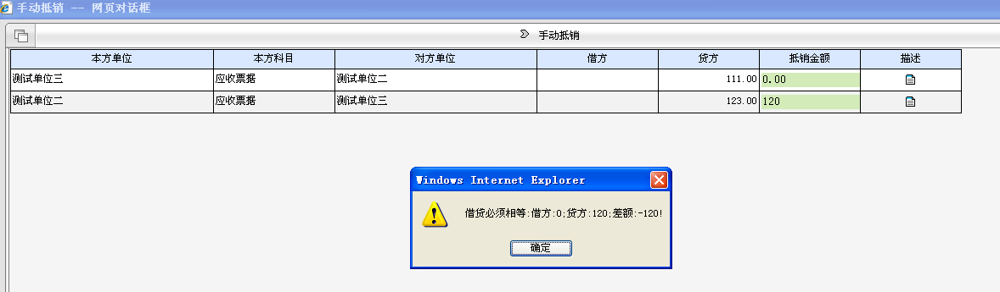 手动抵销 -- 网页对话框
手动抵销
本方单位 本方科目 对方单位 借方 贷方 抵销金额 描述
测试单位三 应收票据 测试单位二 111.00 0.00
测试单位二 应收票据 测试单位三 123.00 120
Windows Internet Explorer
借贷必须相等:借方:0;贷方:120;差额:-120!
确定